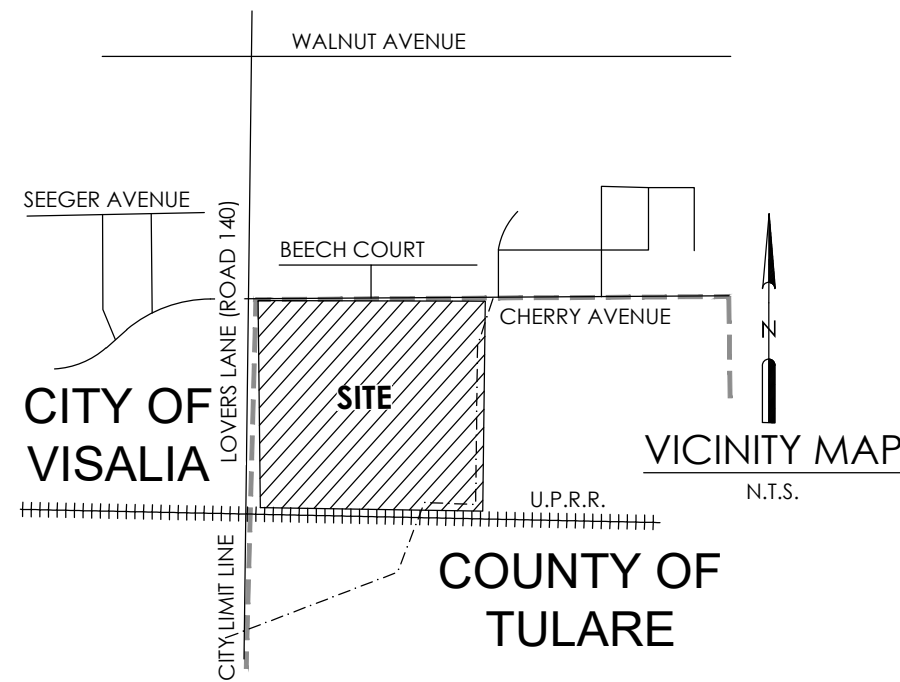 WALNUT AVENUE
SEEGER AVENUE
LOVERS LANE (ROAD 140)
BEECH COURT
CHERRY AVENUE
N
SITE
CITY OF
VISALIA
VICINITY MAP
N.T.S.
U.P.R.R.
CITY LIMIT LINE
COUNTY OF
TULARE